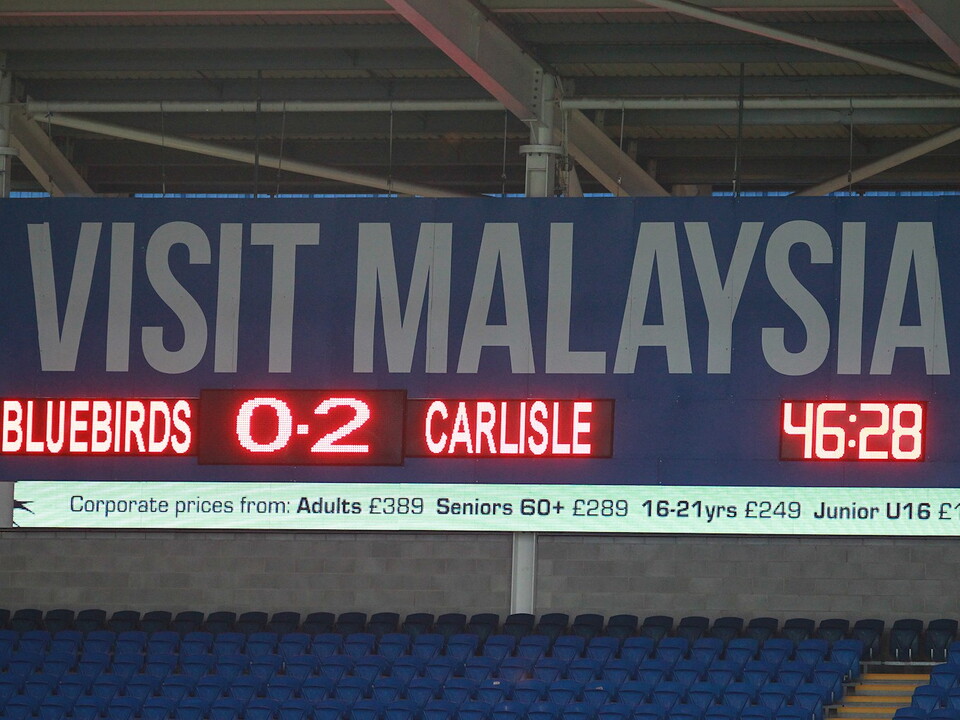 VISIT MALAYSIA
BLUEBIRDS 0-2 CARLISLE 46:28
Corporate prices from: Adults £389 Seniors 60+ £289 16-21yrs £249 Junior U16